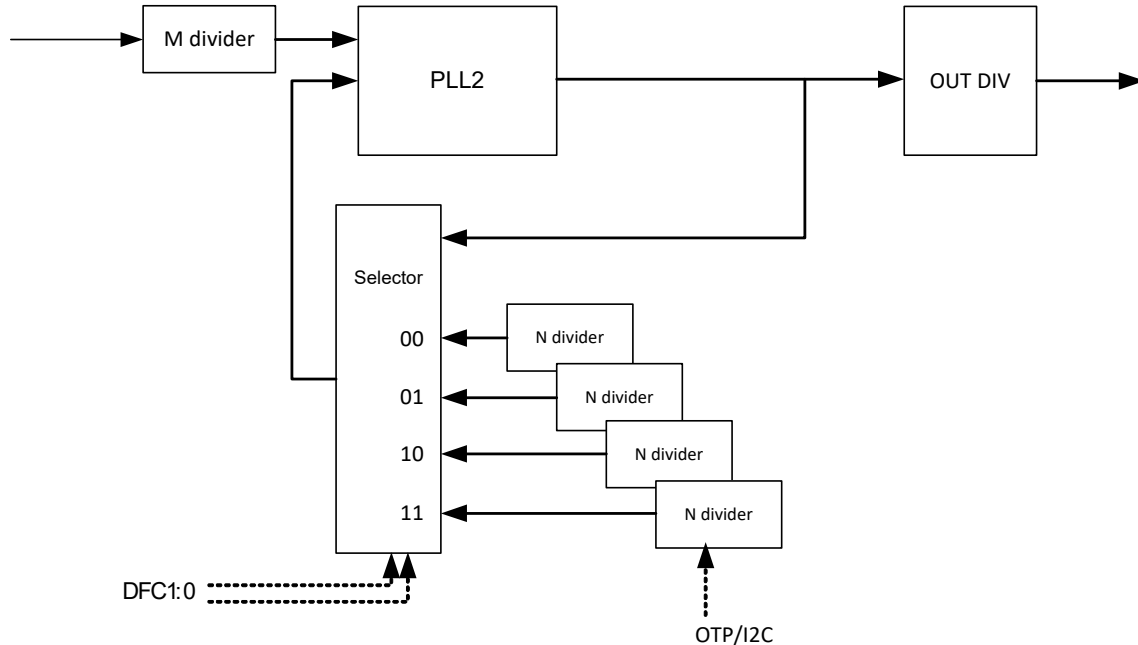 M divider
PLL2
OUT DIV
Selector
00
N divider
01
N divider
10
N divider
11
N divider
DFC1:0
OTP/I2C